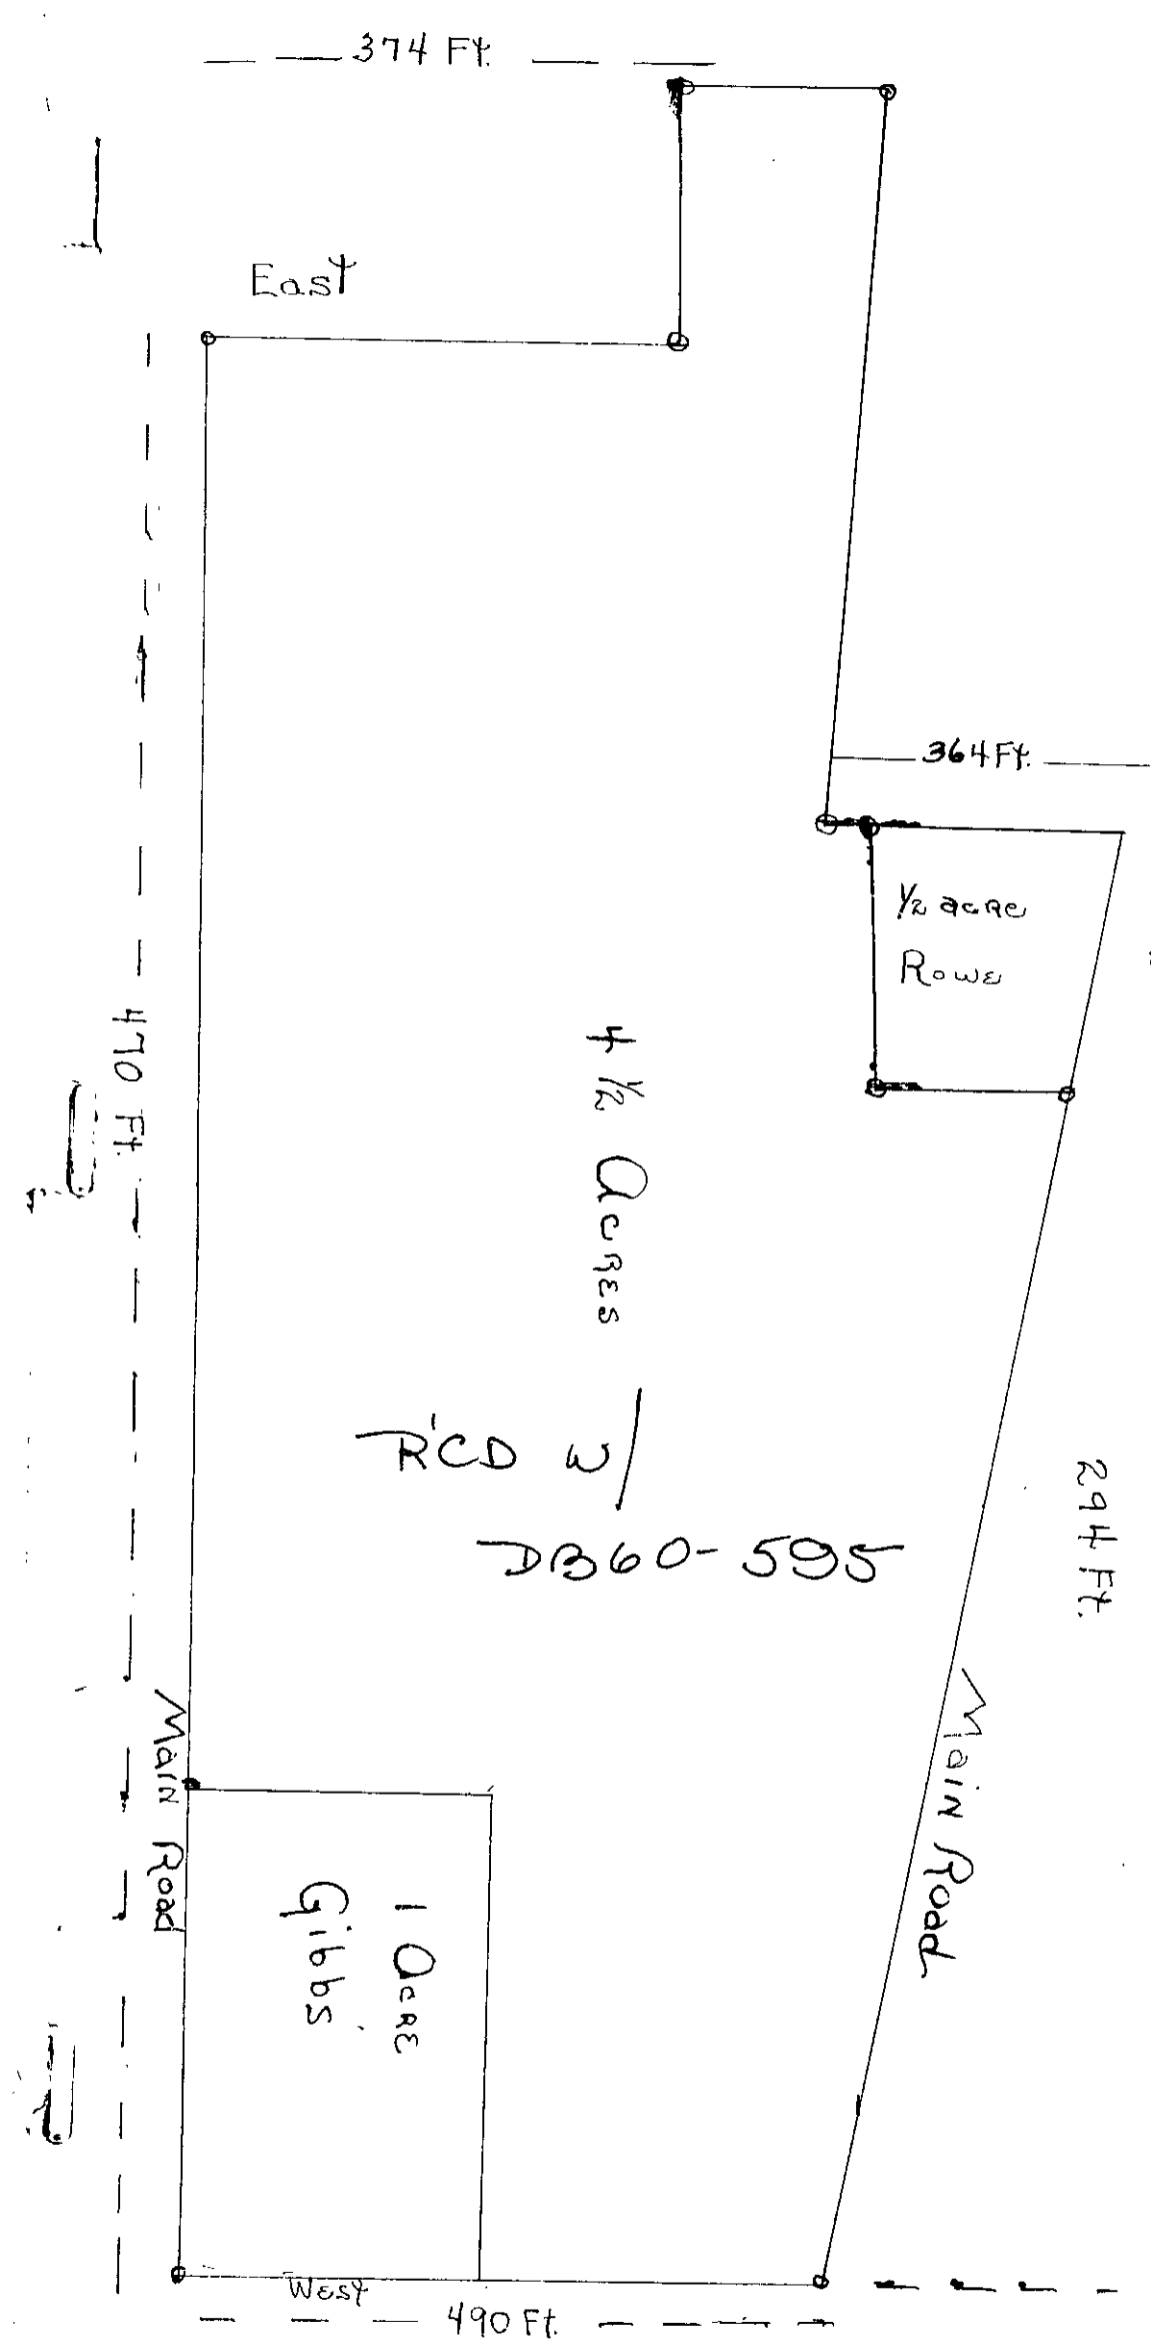 374 Ft.
East
364 Ft.
1/2 acre
Rowe
470 Ft.
4 1/2 Acres
R'CD W/
DB60-595
294 Ft.
Main Road
Main Road
1 Acre
Gibbs
West
490 Ft.